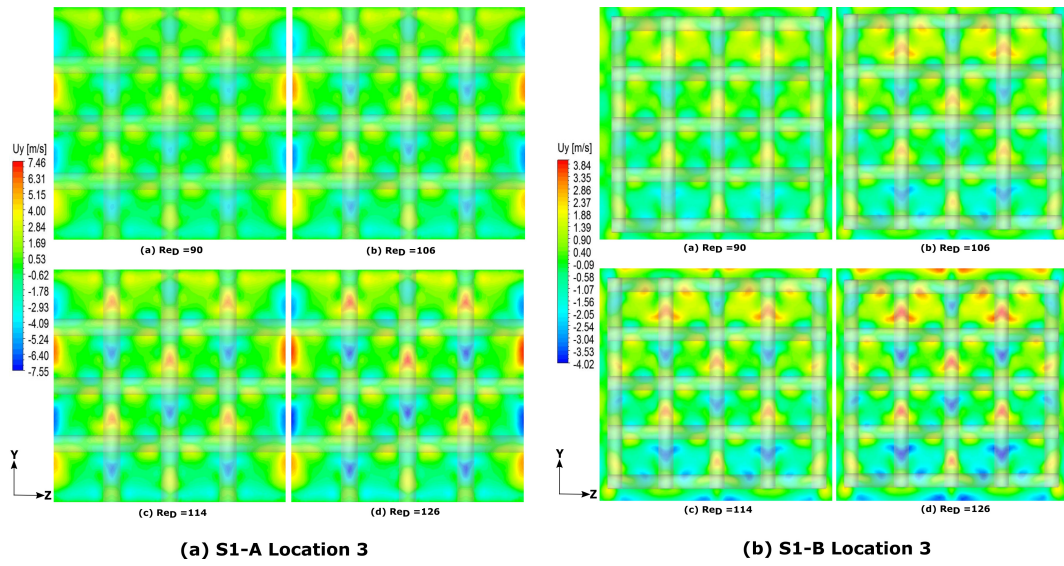 Uy [m/s]
7.46
6.31
5.15
4.00
2.84
1.69
0.53
-0.62
-1.78
-2.93
-4.09
-5.24
-6.40
-7.55
Y
Z
(a) ReD =90
(b) ReD =106
(c) ReD =114
(d) ReD =126
(a) S1-A Location 3
Uy [m/s]
3.84
3.35
2.86
2.37
1.88
1.39
0.90
0.40
-0.09
-0.58
-1.07
-1.56
-2.05
-2.54
-3.04
-3.53
-4.02
Y
Z
(a) ReD =90
(b) ReD =106
(c) ReD =114
(d) ReD =126
(b) S1-B Location 3